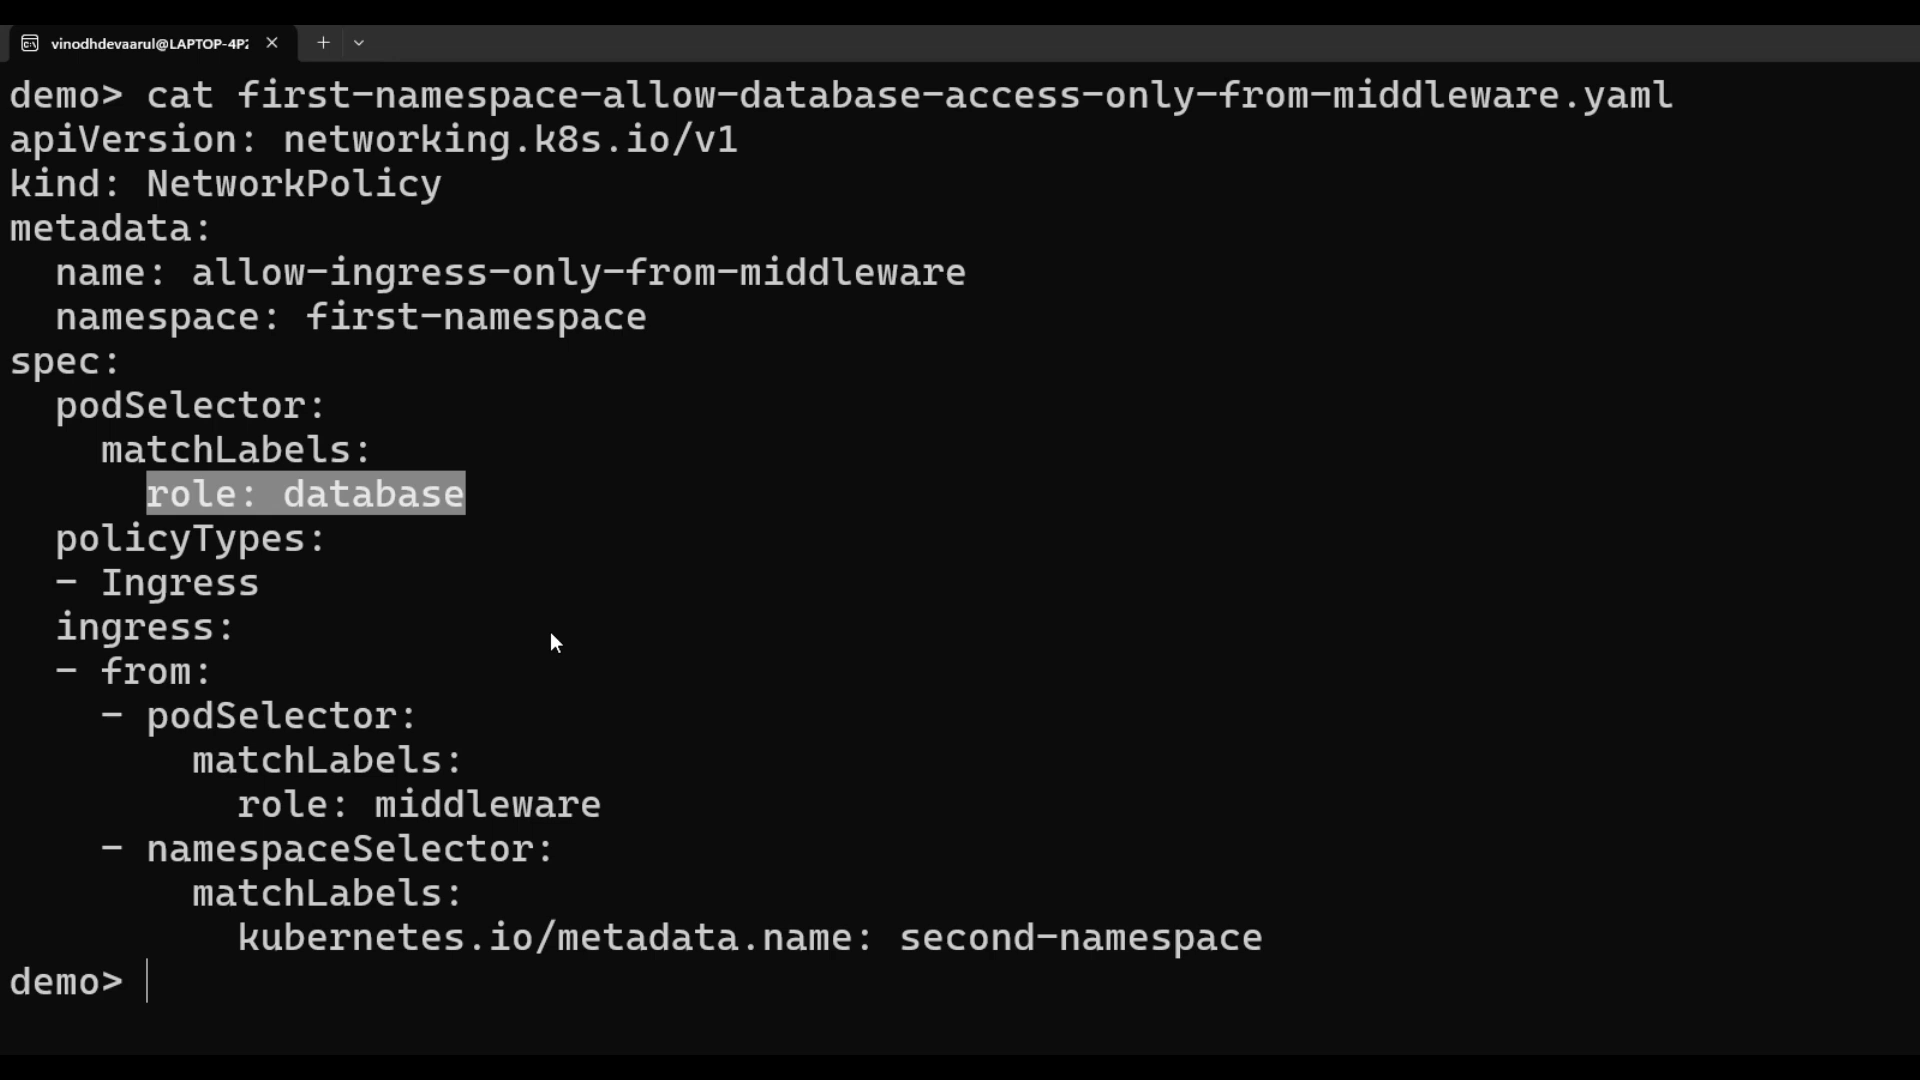 vinodhdevaarul@LAPTOP-4P2
demo> cat first-namespace-allow-database-access-only-from-middleware.yaml
apiVersion: networking.k8s.io/v1
kind: NetworkPolicy
metadata:
  name: allow-ingress-only-from-middleware
  namespace: first-namespace
spec:
  podSelector:
    matchLabels:
      role: database
  policyTypes:
  - Ingress
  ingress:
  - from:
    - podSelector:
        matchLabels:
          role: middleware
    - namespaceSelector:
        matchLabels:
          kubernetes.io/metadata.name: second-namespace
demo>